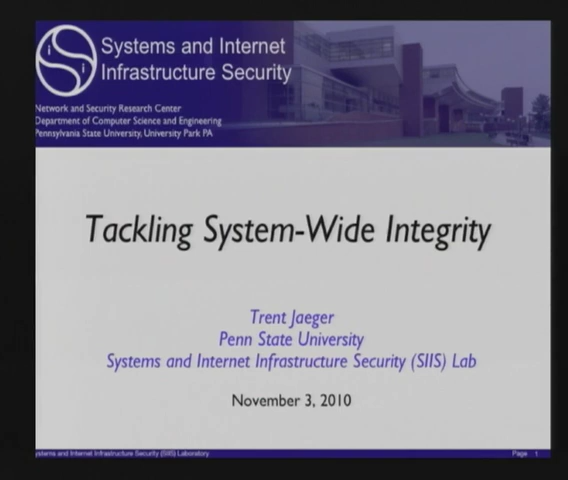 Systems and Internet
Infrastructure Security
Network and Security Research Center
Department of Computer Science and Engineering
Pennsylvania State University, University Park PA
Tackling System-Wide Integrity
Trent Jaeger
Penn State University
Systems and Internet Infrastructure Security (SIIS) Lab
November 3, 2010
ystems and Internet Infrastructure Security (SIIS) Laboratory
Page 1